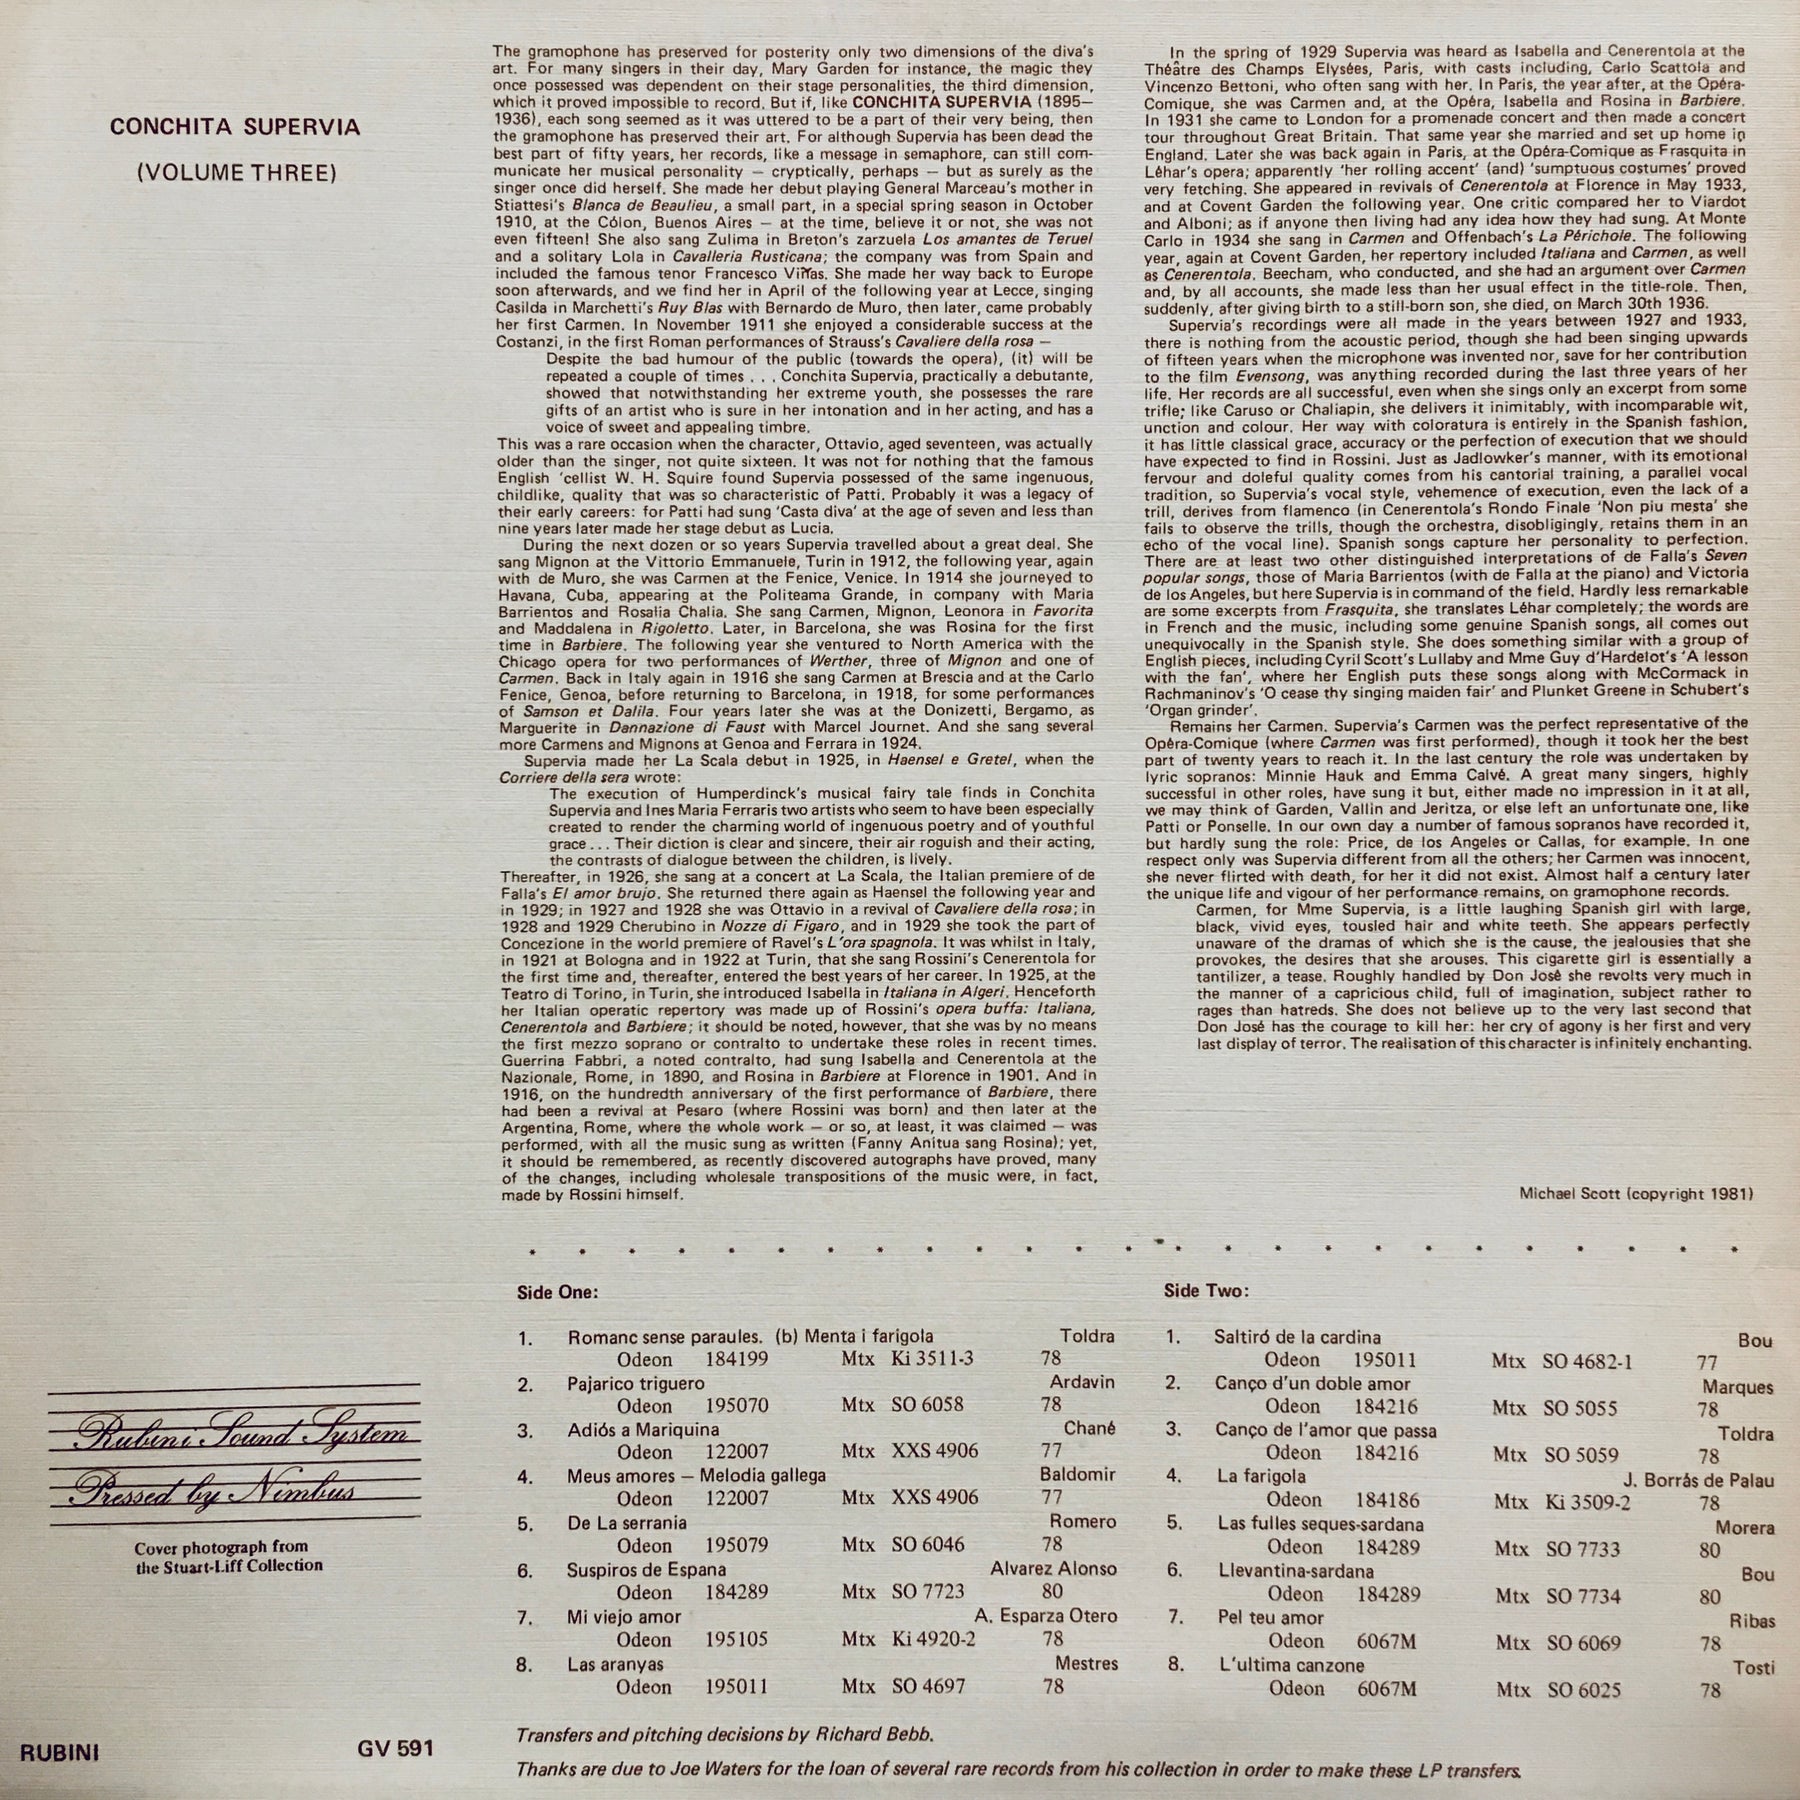 CONCHITA SUPERVIA
(VOLUME THREE)
The gramophone has preserved for posterity only two dimensions of the diva's
art. For many singers in their day, Mary Garden for instance, the magic they
once possessed was dependent on their stage personalities, the third dimension,
which it proved impossible to record. But if, like CONCHITA SUPERVIA (1895—
1936), each song seemed as it was uttered to be a part of their very being, then
the gramophone has preserved their art. For although Supervia has been dead the
best part of fifty years, her records, like a message in semaphore, can still com-
municate her musical personality — cryptically, perhaps — but as surely as the
singer once did herself. She made her debut playing General Marceau's mother in
Stiattesi's Blanca de Beaulieu, a small part, in a special spring season in October
1910, at the Cólon, Buenos Aires — at the time, believe it or not, she was not
even fifteen! She also sang Zulima in Breton's zarzuela Los amantes de Teruel
and a solitary Lola in Cavalleria Rusticana; the company was from Spain and
included the famous tenor Francesco Viñas. She made her way back to Europe
soon afterwards, and we find her in April of the following year at Lecce, singing
Casilda in Marchetti's Ruy Blas with Bernardo de Muro, then later, came probably
her first Carmen. In November 1911 she enjoyed a considerable success at the
Costanzi, in the first Roman performances of Strauss's Cavaliere della rosa —
Despite the bad humour of the public (towards the opera), (it) will be
repeated a couple of times . . . Conchita Supervia, practically a debutante,
showed that notwithstanding her extreme youth, she possesses the rare
gifts of an artist who is sure in her intonation and in her acting, and has a
voice of sweet and appealing timbre.
This was a rare occasion when the character, Ottavio, aged seventeen, was actually
older than the singer, not quite sixteen. It was not for nothing that the famous
English 'cellist W. H. Squire found Supervia possessed of the same ingenuous,
childlike, quality that was so characteristic of Patti. Probably it was a legacy of
their early careers: for Patti had sung 'Casta diva' at the age of seven and less than
nine years later made her stage debut as Lucia.
During the next dozen or so years Supervia travelled about a great deal. She
sang Mignon at the Vittorio Emmanuele, Turin in 1912, the following year, again
with de Muro, she was Carmen at the Fenice, Venice. In 1914 she journeyed to
Havana, Cuba, appearing at the Politeama Grande, in company with Maria
Barrientos and Rosalia Chalia. She sang Carmen, Mignon, Leonora in Favorita
and Maddalena in Rigoletto. Later, in Barcelona, she was Rosina for the first
time in Barbiere. The following year she ventured to North America with the
Chicago opera for two performances of Werther, three of Mignon and one of
Carmen. Back in Italy again in 1916 she sang Carmen at Brescia and at the Carlo
Fenice, Genoa, before returning to Barcelona, in 1918, for some performances
of Samson et Dalila. Four years later she was at the Donizetti, Bergamo, as
Marguerite in Dannazione di Faust with Marcel Journet. And she sang several
more Carmens and Mignons at Genoa and Ferrara in 1924.
Supervia made her La Scala debut in 1925, in Haensel e Gretel, when the
Corriere della sera wrote:
The execution of Humperdinck's musical fairy tale finds in Conchita
Supervia and Ines Maria Ferraris two artists who seem to have been especially
created to render the charming world of ingenuous poetry and of youthful
grace . . . Their diction is clear and sincere, their air roguish and their acting,
the contrasts of dialogue between the children, is lively.
Thereafter, in 1926, she sang at a concert at La Scala, the Italian premiere of de
Falla's El amor brujo. She returned there again as Haensel the following year and
in 1929; in 1927 and 1928 she was Ottavio in a revival of Cavaliere della rosa; in
1928 and 1929 Cherubino in Nozze di Figaro, and in 1929 she took the part of
Concezione in the world premiere of Ravel's L'ora spagnola. It was whilst in Italy,
in 1921 at Bologna and in 1922 at Turin, that she sang Rossini's Cenerentola for
the first time and, thereafter, entered the best years of her career. In 1925, at the
Teatro di Torino, in Turin, she introduced Isabella in Italiana in Algeri. Henceforth
her Italian operatic repertory was made up of Rossini's opera buffa: Italiana,
Cenerentola and Barbiere; it should be noted, however, that she was by no means
the first mezzo soprano or contralto to undertake these roles in recent times.
Guerrina Fabbri, a noted contralto, had sung Isabella and Cenerentola at the
Nazionale, Rome, in 1890, and Rosina in Barbiere at Florence in 1901. And in
1916, on the hundredth anniversary of the first performance of Barbiere, there
had been a revival at Pesaro (where Rossini was born) and then later at the
Argentina, Rome, where the whole work — or so, at least, it was claimed — was
performed, with all the music sung as written (Fanny Anitua sang Rosina); yet,
it should be remembered, as recently discovered autographs have proved, many
of the changes, including wholesale transpositions of the music were, in fact,
made by Rossini himself.
In the spring of 1929 Supervia was heard as Isabella and Cenerentola at the
Théâtre des Champs Elysées, Paris, with casts including, Carlo Scattola and
Vincenzo Bettoni, who often sang with her. In Paris, the year after, at the Opéra-
Comique, she was Carmen and, at the Opéra, Isabella and Rosina in Barbiere.
In 1931 she came to London for a promenade concert and then made a concert
tour throughout Great Britain. That same year she married and set up home in
England. Later she was back again in Paris, at the Opéra-Comique as Frasquita in
Léhar's opera; apparently 'her rolling accent' (and) 'sumptuous costumes' proved
very fetching. She appeared in revivals of Cenerentola at Florence in May 1933,
and at Covent Garden the following year. One critic compared her to Viardot
and Alboni; as if anyone then living had any idea how they had sung. At Monte
Carlo in 1934 she sang in Carmen and Offenbach's La Périchole. The following
year, again at Covent Garden, her repertory included Italiana and Carmen, as well
as Cenerentola. Beecham, who conducted, and she had an argument over Carmen
and, by all accounts, she made less than her usual effect in the title-role. Then,
suddenly, after giving birth to a still-born son, she died, on March 30th 1936.
Supervia's recordings were all made in the years between 1927 and 1933,
there is nothing from the acoustic period, though she had been singing upwards
of fifteen years when the microphone was invented nor, save for her contribution
to the film Evensong, was anything recorded during the last three years of her
life. Her records are all successful, even when she sings only an excerpt from some
trifle; like Caruso or Chaliapin, she delivers it inimitably, with incomparable wit,
unction and colour. Her way with coloratura is entirely in the Spanish fashion,
it has little classical grace, accuracy or the perfection of execution that we should
have expected to find in Rossini. Just as Jadlowker's manner, with its emotional
fervour and doleful quality comes from his cantorial training, a parallel vocal
tradition, so Supervia's vocal style, vehemence of execution, even the lack of a
trill, derives from flamenco (in Cenerentola's Rondo Finale 'Non piu mesta' she
fails to observe the trills, though the orchestra, disobligingly, retains them in an
echo of the vocal line). Spanish songs capture her personality to perfection.
There are at least two other distinguished interpretations of de Falla's Seven
popular songs, those of Maria Barrientos (with de Falla at the piano) and Victoria
de los Angeles, but here Supervia is in command of the field. Hardly less remarkable
are some excerpts from Frasquita, she translates Léhar completely; the words are
in French and the music, including some genuine Spanish songs, all comes out
unequivocally in the Spanish style. She does something similar with a group of
English pieces, including Cyril Scott's Lullaby and Mme Guy d'Hardelot's 'A lesson
with the fan', where her English puts these songs along with McCormack in
Rachmaninov's 'O cease thy singing maiden fair' and Plunket Greene in Schubert's
'Organ grinder'.
Remains her Carmen. Supervia's Carmen was the perfect representative of the
Opéra-Comique (where Carmen was first performed), though it took her the best
part of twenty years to reach it. In the last century the role was undertaken by
lyric sopranos: Minnie Hauk and Emma Calvé. A great many singers, highly
successful in other roles, have sung it but, either made no impression in it at all,
we may think of Garden, Vallin and Jeritza, or else left an unfortunate one, like
Patti or Ponselle. In our own day a number of famous sopranos have recorded it,
but hardly sung the role: Price, de los Angeles or Callas, for example. In one
respect only was Supervia different from all the others; her Carmen was innocent,
she never flirted with death, for her it did not exist. Almost half a century later
the unique life and vigour of her performance remains, on gramophone records.
Carmen, for Mme Supervia, is a little laughing Spanish girl with large,
black, vivid eyes, tousled hair and white teeth. She appears perfectly
unaware of the dramas of which she is the cause, the jealousies that she
provokes, the desires that she arouses. This cigarette girl is essentially a
tantilizer, a tease. Roughly handled by Don José she revolts very much in
the manner of a capricious child, full of imagination, subject rather to
rages than hatreds. She does not believe up to the very last second that
Don José has the courage to kill her: her cry of agony is her first and very
last display of terror. The realisation of this character is infinitely enchanting.
Michael Scott (copyright 1981)
Side One:
1. Romanc sense paraules. (b) Menta i farigola Toldra
Odeon 184199 Mtx Ki 3511-3 78
2. Pajarico triguero Ardavin
Odeon 195070 Mtx SO 6058 78
3. Adiós a Mariquina Chané
Odeon 122007 Mtx XXS 4906 77
4. Meus amores — Melodia gallega Baldomir
Odeon 122007 Mtx XXS 4906 77
5. De La serrania Romero
Odeon 195079 Mtx SO 6046 78
6. Suspiros de Espana Alvarez Alonso
Odeon 184289 Mtx SO 7723 80
7. Mi viejo amor A. Esparza Otero
Odeon 195105 Mtx Ki 4920-2 78
8. Las aranyas Mestres
Odeon 195011 Mtx SO 4697 78
Side Two:
1. Saltiró de la cardina Bou
Odeon 195011 Mtx SO 4682-1 77
2. Canço d'un doble amor Marques
Odeon 184216 Mtx SO 5055 78
3. Canço de l'amor que passa Toldra
Odeon 184216 Mtx SO 5059 78
4. La farigola J. Borrás de Palau
Odeon 184186 Mtx Ki 3509-2 78
5. Las fulles seques-sardana Morera
Odeon 184289 Mtx SO 7733 80
6. Llevantina-sardana Bou
Odeon 184289 Mtx SO 7734 80
7. Pel teu amor Ribas
Odeon 6067M Mtx SO 6069 78
8. L'ultima canzone Tosti
Odeon 6067M Mtx SO 6025 78
Rubini Sound System
Pressed by Nimbus
Cover photograph from
the Stuart-Liff Collection
Transfers and pitching decisions by Richard Bebb.
Thanks are due to Joe Waters for the loan of several rare records from his collection in order to make these LP transfers.
RUBINI GV 591